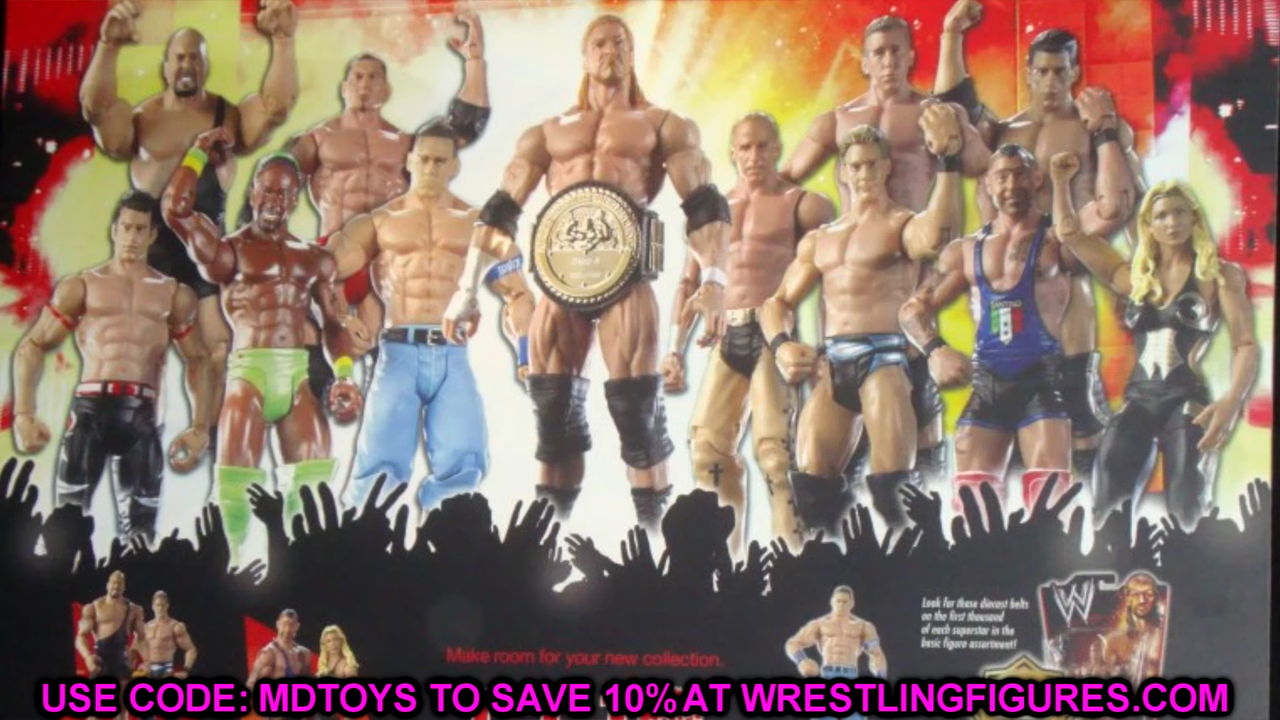 SANTINO
Look for these diecast belts
on the first thousand
of each superstar in the
basic figure assortment!
W
Make room for your new collection.
USE CODE: MDTOYS TO SAVE 10% AT WRESTLINGFIGURES.COM